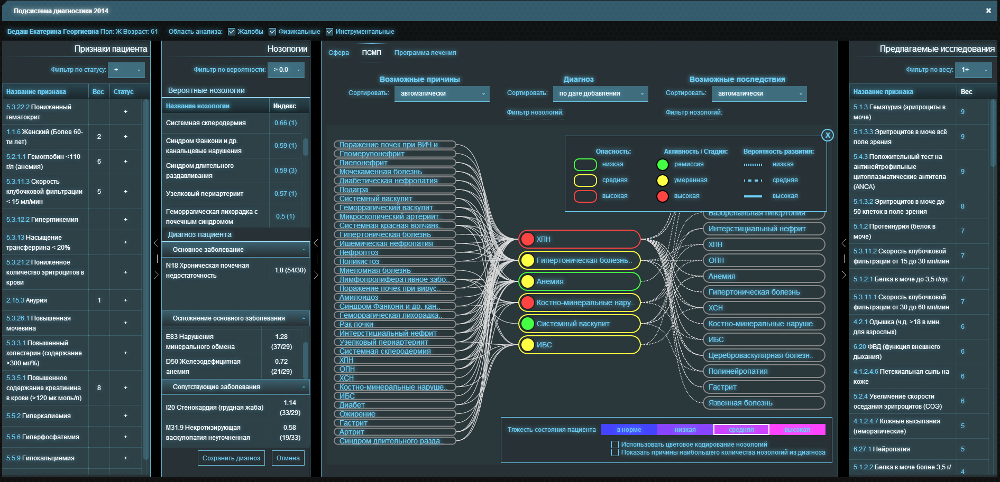 Подсистема диагностики 2014
×
Бедаш Екатерина Георгиевна Пол: Ж Возраст: 61
Область анализа: Жалобы Физикальные Инструментальные
Признаки пациента
Фильтр по статусу: +
Название признака Вес Статус
5.3.22.2 Пониженный
гематокрит
+
1.1.6 Женский (Более 60-
ти лет)
2 +
5.2.1.1 Гемоглобин <110
г/л (анемия)
6 +
5.3.11.3 Скорость
клубочковой фильтрации
< 15 мл/мин
5 +
5.3.12.2 Гипергликемия +
5.3.13 Насыщение
трансферрина < 20%
+
5.3.21.2 Пониженное
количество эритроцитов в
крови
+
2.15.3 Анурия 1 +
5.3.26.1 Повышенная
мочевина
+
5.3.3.1 Повышенный
холестерин (содержание
>300 мг/%)
+
5.3.5.1 Повышенное
содержание креатинина
в крови (>120 мк моль/л)
8 +
5.5.2 Гиперкалиемия +
5.5.6 Гиперфосфатемия +
5.5.9 Гипокальциемия +
Нозологии
Фильтр по вероятности: > 0.0
Вероятные нозологии
Название нозологии Индекс
Системная склеродермия 0.66 (1)
Синдром Фанкони и др.
канальцевые нарушения
0.59 (1)
Синдром длительного
раздавливания
0.59 (3)
Узелковый периартериит 0.57 (1)
Геморрагическая лихорадка с
почечным синдромом
0.5 (1)
Диагноз пациента
Основное заболевание
N18 Хроническая почечная
недостаточность
1.8 (54/30)
Осложнение основного заболевания
E83 Нарушения
минерального обмена
1.28
(37/29)
D50 Железодефицитная
анемия
0.72
(21/29)
Сопутствующие заболевания
I20 Стенокардия (грудная жаба)
1.14
(33/29)
M31.9 Некротизирующая
васкулопатия неуточненная
0.58
(19/33)
Сохранить диагноз Отмена
Сфера ПСМП Программа лечения
Возможные причины
Сортировать: автоматически
Диагноз
Сортировать: по дате добавления
Фильтр нозологий:
Возможные последствия
Сортировать: автоматически
Фильтр нозологий:
Поражение почек при ВИЧ и..
Гломерулонефрит
Пиелонефрит
Мочекаменная болезнь
Диабетическая нефропатия
Подагра
Системный васкулит
Геморрагический васкулит
Микроскопический артериит..
Системная красная волчанк..
Гипертоническая болезнь
Ишемическая нефропатия
Нефроптоз
Поликистоз
Миеломная болезнь
Лимфопролиферативное забо..
Поражение почек при вирус..
Амилоидоз
Синдром Фанкони и др. кан..
Геморрагическая лихорадка..
Рак почки
Интерстициальный нефрит
Узелковый периартериит
Системная склеродермия
ХПН
ОПН
ХСН
Костно-минеральные наруше..
ИБС
Диабет
Ожирение
Гастрит
Артрит
Синдром длительного разда..
ХПН
Гипертоническая болезнь..
Анемия
Костно-минеральные нару..
Системный васкулит
ИБС
X
Опасность: Активность / Стадия: Вероятность развития:
низкая ремиссия низкая
средняя умеренная средняя
высокая высокая высокая
Вазоренальная гипертония
Интерстициальный нефрит
ХПН
ОПН
Анемия
Гипертоническая болезнь
ХСН
Костно-минеральные наруше..
ИБС
Цереброваскулярная болезн..
Полинейропатия
Гастрит
Язвенная болезнь
Тяжесть состояния пациента в норме низкая средняя высокая
Использовать цветовое кодирование нозологий
Показать причины наибольшего количества нозологий из диагноза
Предлагаемые исследования
Фильтр по весу: 1+
Название признака Вес
5.1.3 Гематурия (эритроциты в
моче)
9
5.1.3.3 Эритроцитов в моче всё
поле зрения
9
5.4.3 Положительный тест на
антинейтрофильные
цитоплазматические антитела
(ANCA)
9
5.1.3.2 Эритроцитов в моче до
50 клеток в поле зрения
8
5.1.2 Протеинурия (белок в
моче)
7
5.3.11.2 Скорость клубочковой
фильтрации от 15 до 30 мл/мин
7
5.1.2.1 Белка в моче до 3,5 г/сут. 7
5.3.11.1 Скорость клубочковой
фильтрации от 30 до 60 мл/мин
7
4.2.1 Одышка (ч.д. >18 в мин.
для взрослых)
6
6.20 ФВД (функция внешнего
дыхания)
6
4.1.2.4.6 Петехиальная сыпь на
коже
6
5.2.4 Увеличение скорости
оседания эритроцитов (СОЭ)
6
4.1.2.4.7 Кожные высыпания
(геморагические)
5
6.27.1 Нейропатия 5
5.1.2.2 Белка в моче более 3,5 г/
4